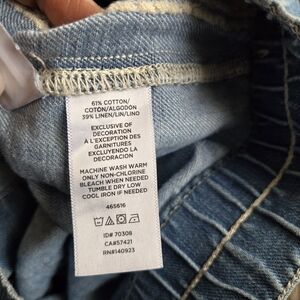 61% COTTON/
COTON/ALGODÓN
39% LINEN/LIN/LINO
EXCLUSIVE OF
DECORATION
À L'EXCEPTION DES
GARNITURES
EXCLUYENDO LA
DECORACIÓN
MACHINE WASH WARM
ONLY NON-CHLORINE
BLEACH WHEN NEEDED
TUMBLE DRY LOW
COOL IRON IF NEEDED
465616
ID# 70308
CA#57421
RN#140923